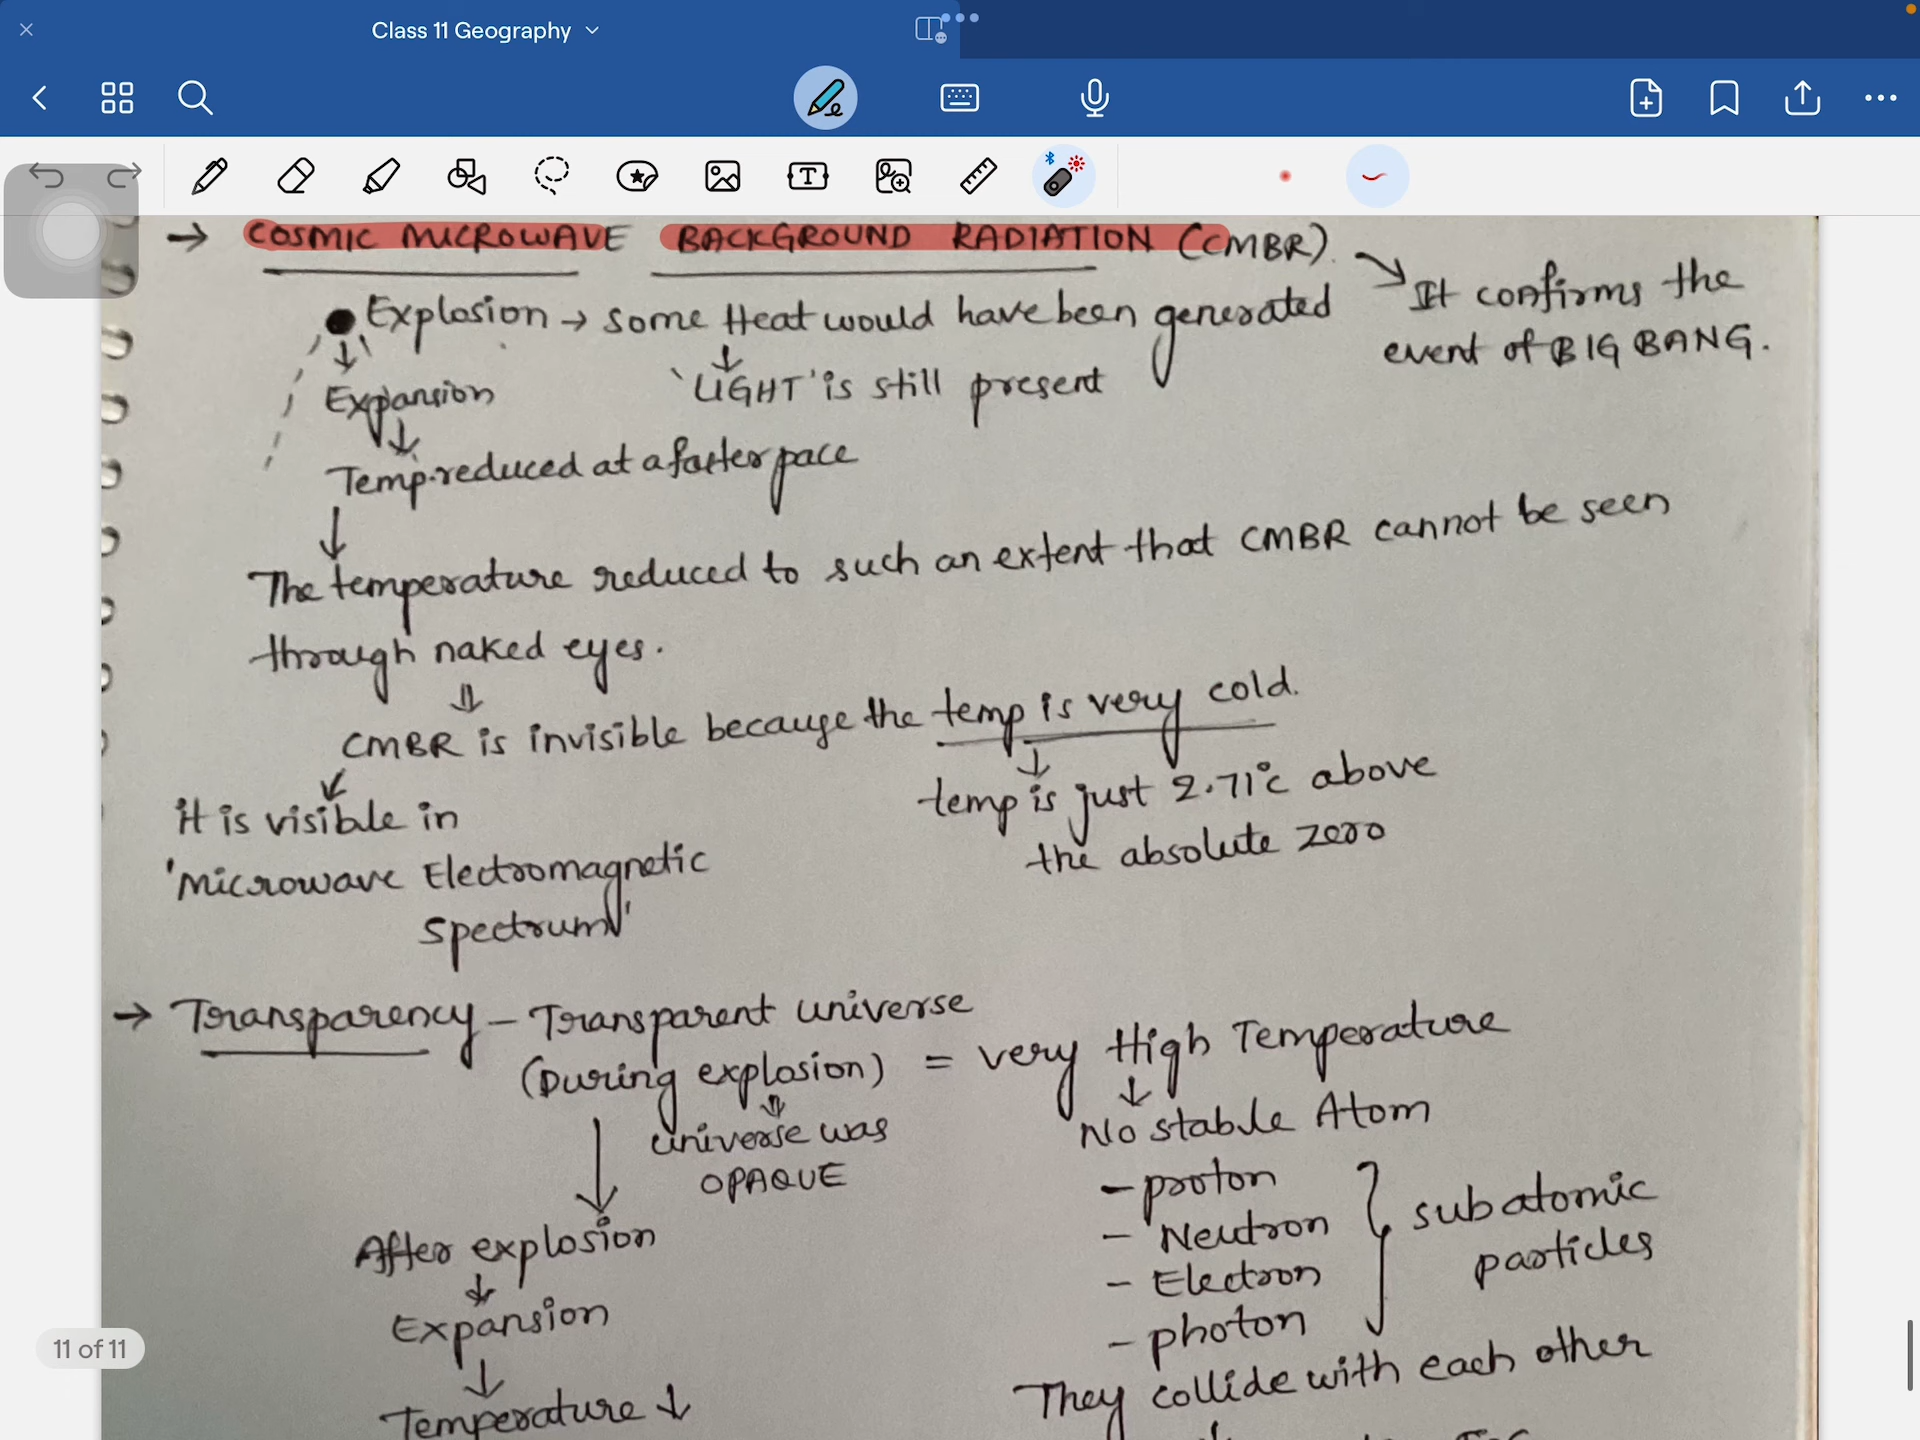 Class 11 Geography
→ COSMIC MICROWAVE BACKGROUND RADIATION (CMBR).
It confirms the
event of BIG BANG.
Explosion → some Heat would have been generated
'LIGHT' is still present
Expansion
Temp. reduced at a faster pace
The temperature reduced to such an extent that CMBR cannot be seen
through naked eyes.
CMBR is invisible because the temp is very cold.
temp is just 2.71°c above
the absolute zero
it is visible in
'Microwave Electromagnetic
Spectrum'
→ Transparency – Transparent universe
(During explosion) = very High Temperature
universe was
OPAQUE
No stable Atom
- proton
- Neutron
- Electron
- photon
subatomic
particles
They collide with each other
After explosion
Expansion
Temperature ↓
11 of 11